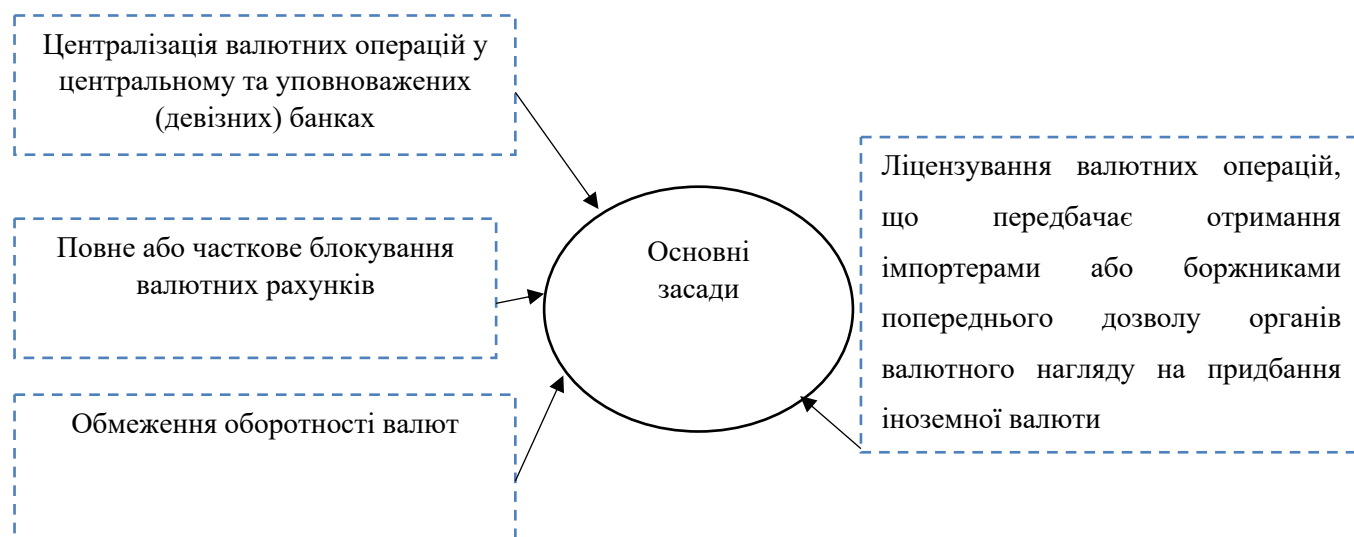 Централізація валютних операцій у
центральному та уповноважених
(девізних) банках
Повне або часткове блокування
валютних рахунків
Обмеження оборотності валют
Основні
засади
Ліцензування валютних операцій,
що передбачає отримання
імпортерами або боржниками
попереднього дозволу органів
валютного нагляду на придбання
іноземної валюти